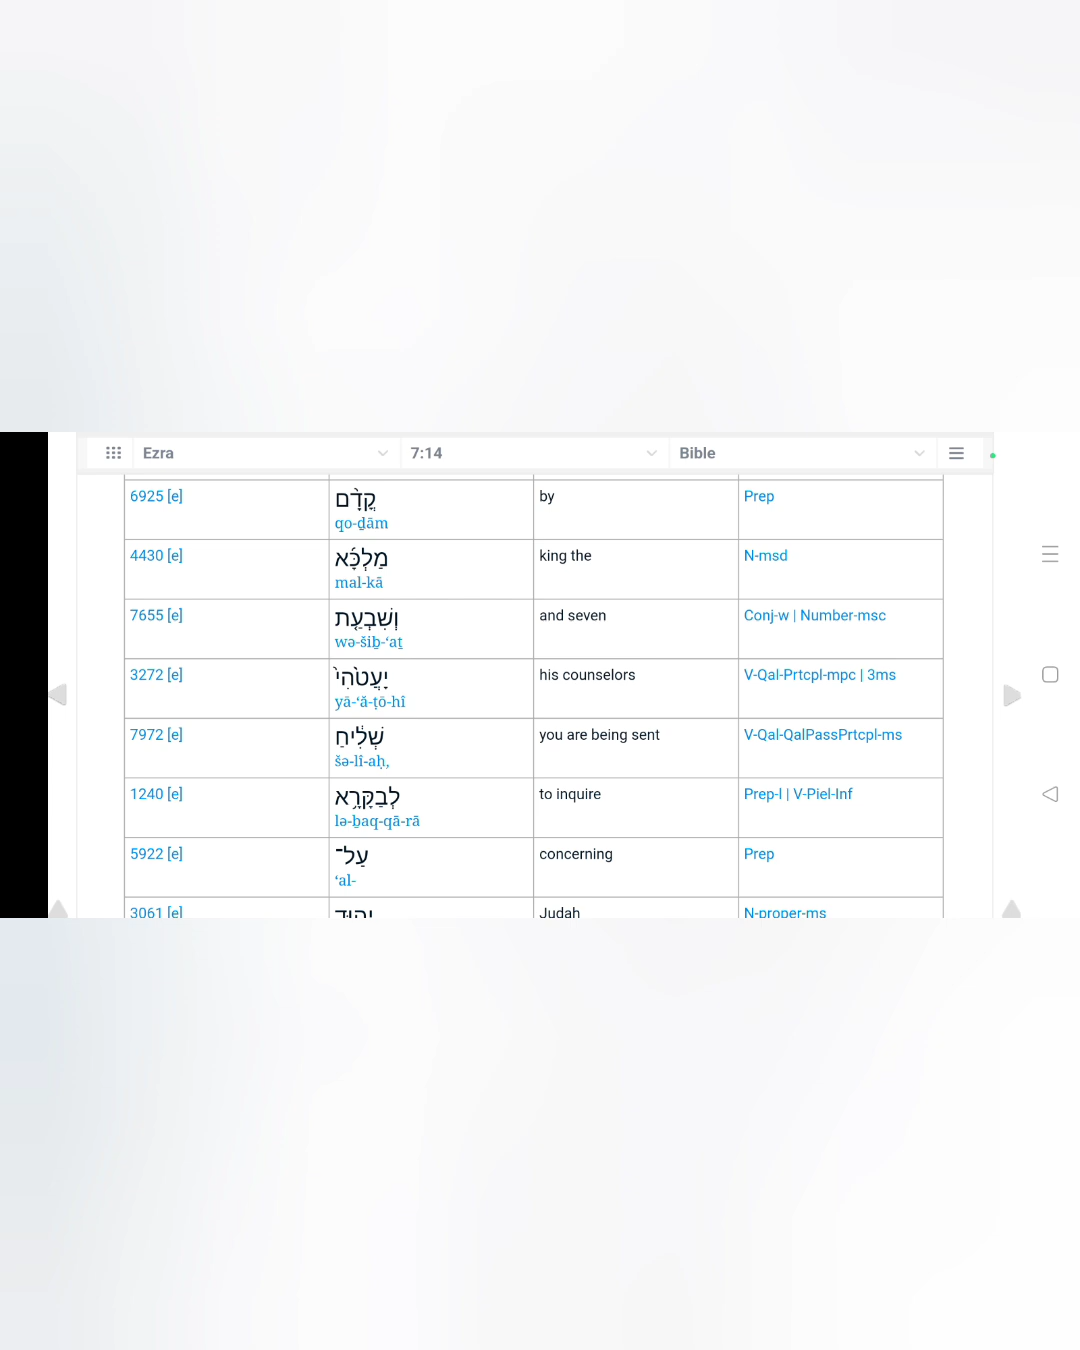 Ezra 7:14 Bible
6925 [e] קֳדָ֨ם by Prep
qo-ḏām
4430 [e] מַלְכָּ֜א king the N-msd
mal-kā
7655 [e] וְשִׁבְעַ֤ת and seven Conj-w | Number-msc
wə-šiḇ-‘aṯ
3272 [e] יָעֲטֹ֙הִי֙ his counselors V-Qal-Prtcpl-mpc | 3ms
yā-‘ă-ṭō-hî
7972 [e] שְׁלִ֔יחַ you are being sent V-Qal-QalPassPrtcpl-ms
šə-lî-aḥ,
1240 [e] לְבַקָּרָ֥א to inquire Prep-l | V-Piel-Inf
lə-ḇaq-qā-rā
5922 [e] עַל־ concerning Prep
‘al-
3061 [e] יְהוּד Judah N-proper-ms